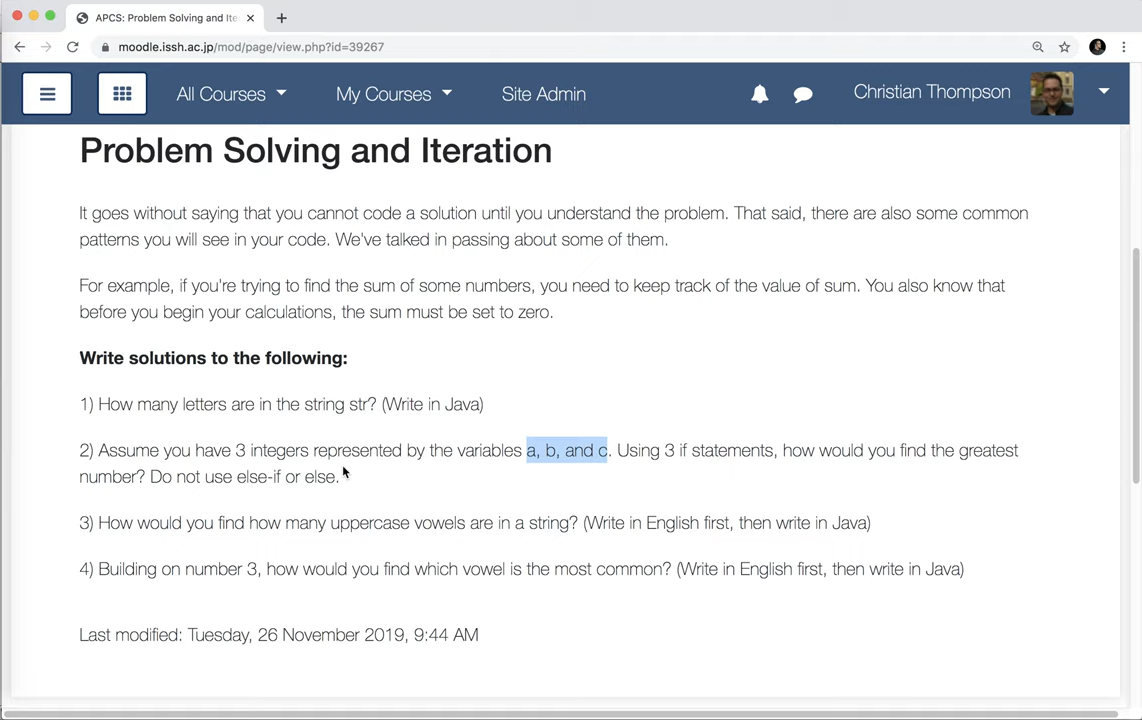 APCS: Problem Solving and Ite
moodle.issh.ac.jp/mod/page/view.php?id=39267
All Courses My Courses Site Admin Christian Thompson
Problem Solving and Iteration
It goes without saying that you cannot code a solution until you understand the problem. That said, there are also some common
patterns you will see in your code. We've talked in passing about some of them.
For example, if you're trying to find the sum of some numbers, you need to keep track of the value of sum. You also know that
before you begin your calculations, the sum must be set to zero.
Write solutions to the following:
1) How many letters are in the string str? (Write in Java)
2) Assume you have 3 integers represented by the variables a, b, and c. Using 3 if statements, how would you find the greatest
number? Do not use else-if or else.
3) How would you find how many uppercase vowels are in a string? (Write in English first, then write in Java)
4) Building on number 3, how would you find which vowel is the most common? (Write in English first, then write in Java)
Last modified: Tuesday, 26 November 2019, 9:44 AM